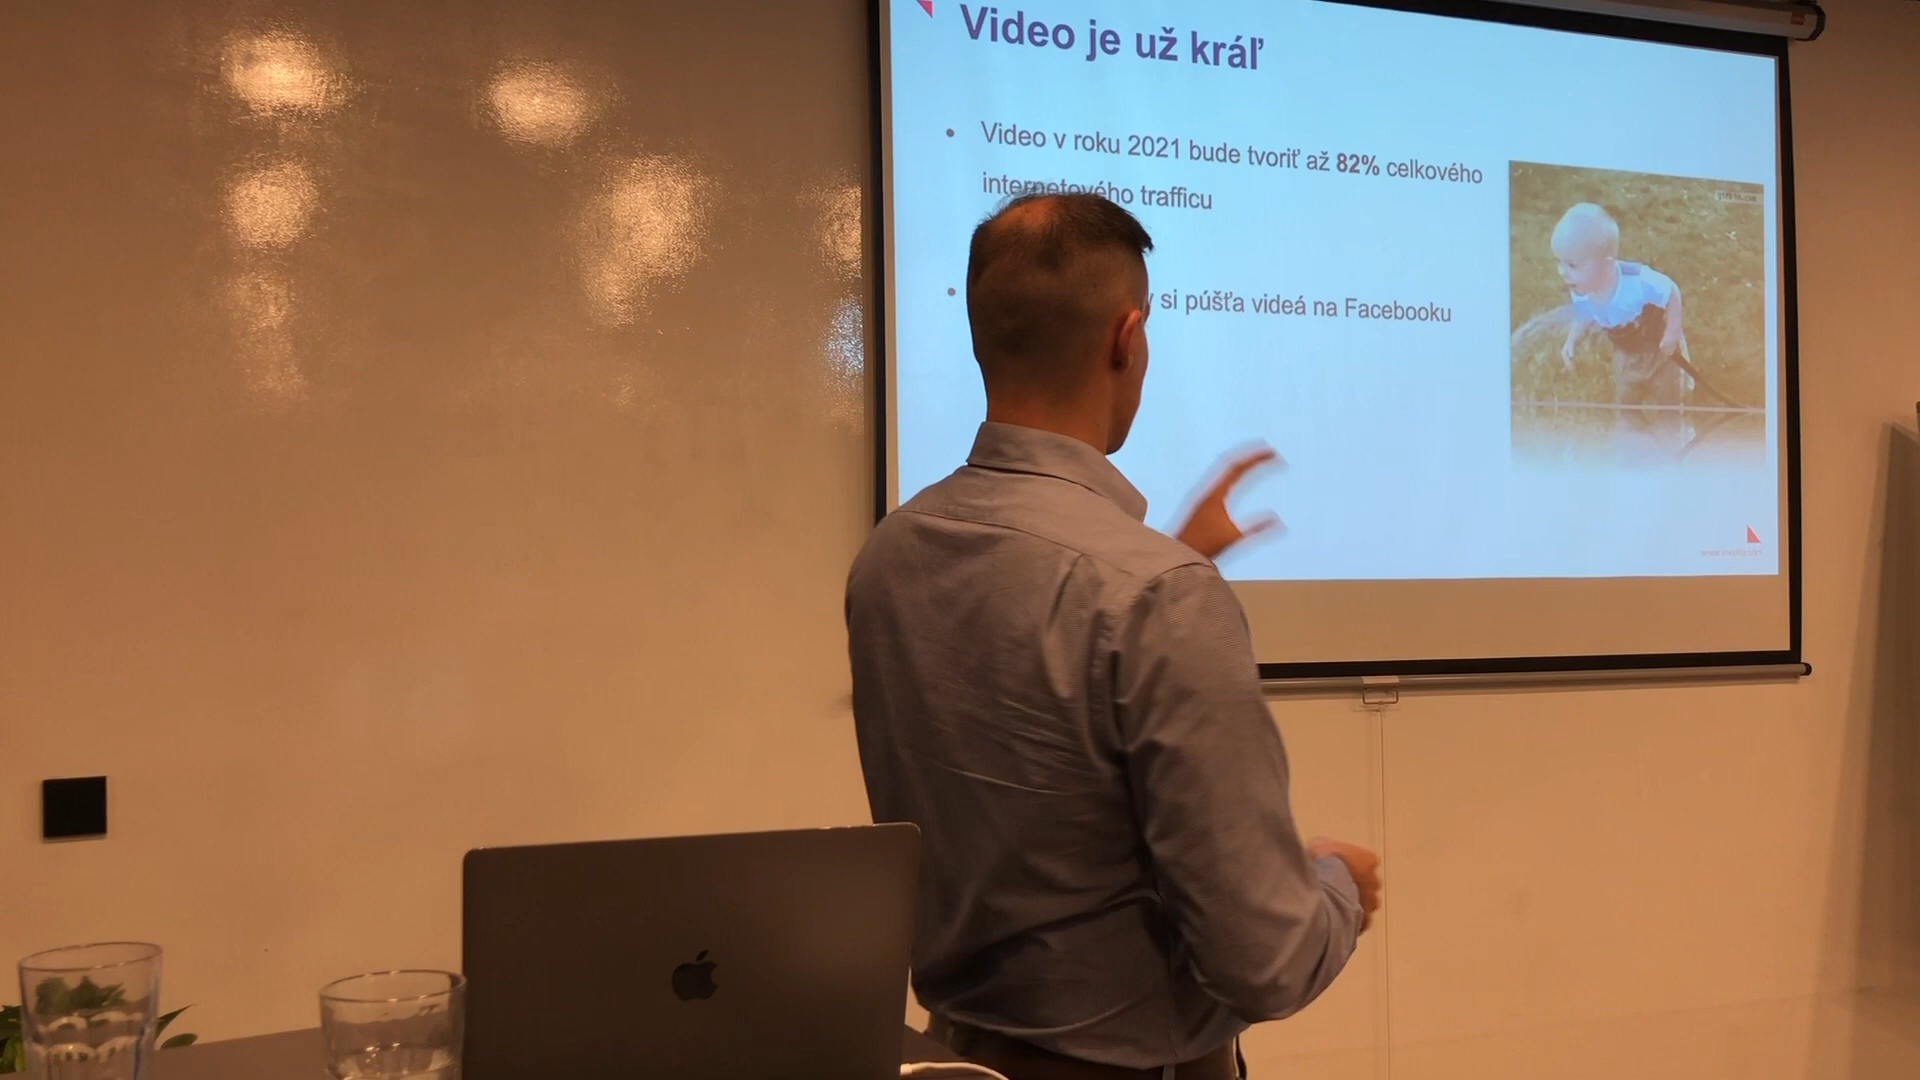 Video je už kráľ
• Video v roku 2021 bude tvoriť až 82% celkového
internetového trafficu
• si púšťa videá na Facebooku